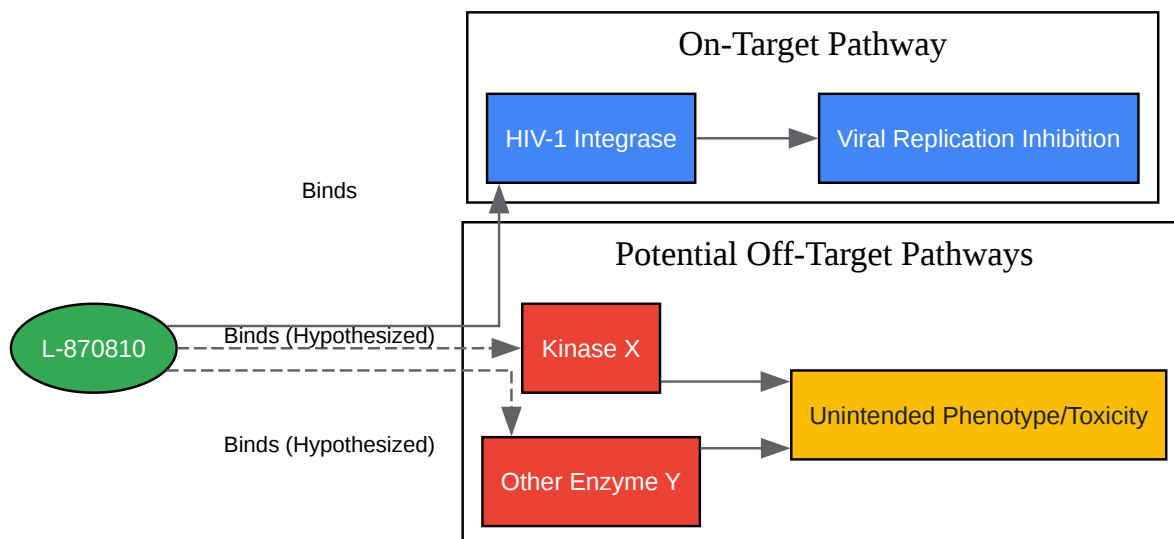 On-Target Pathway
HIV-1 Integrase
Viral Replication Inhibition
Binds
Potential Off-Target Pathways
L-870810
Binds (Hypothesized)
Kinase X
Unintended Phenotype/Toxicity
Binds (Hypothesized)
Other Enzyme Y